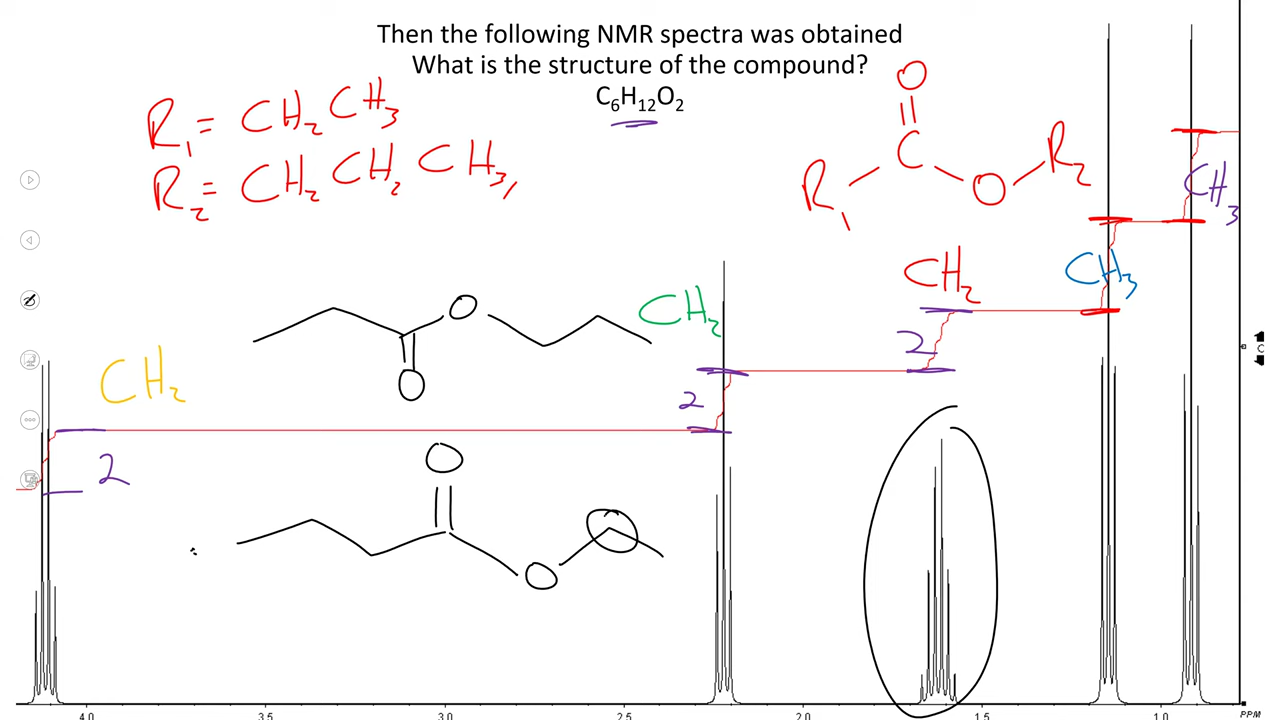 Then the following NMR spectra was obtained
What is the structure of the compound?
C₆H₁₂O₂
R₁ = CH₂CH₃
R₂ = CH₂CH₂CH₃,
O
C
R₁
O
R₂
CH₃
CH₂
CH₃
CH₂
2
O
O
CH₂
2
2
O
O
4.0
3.5
3.0
2.5
2.0
1.5
1.0
PPM